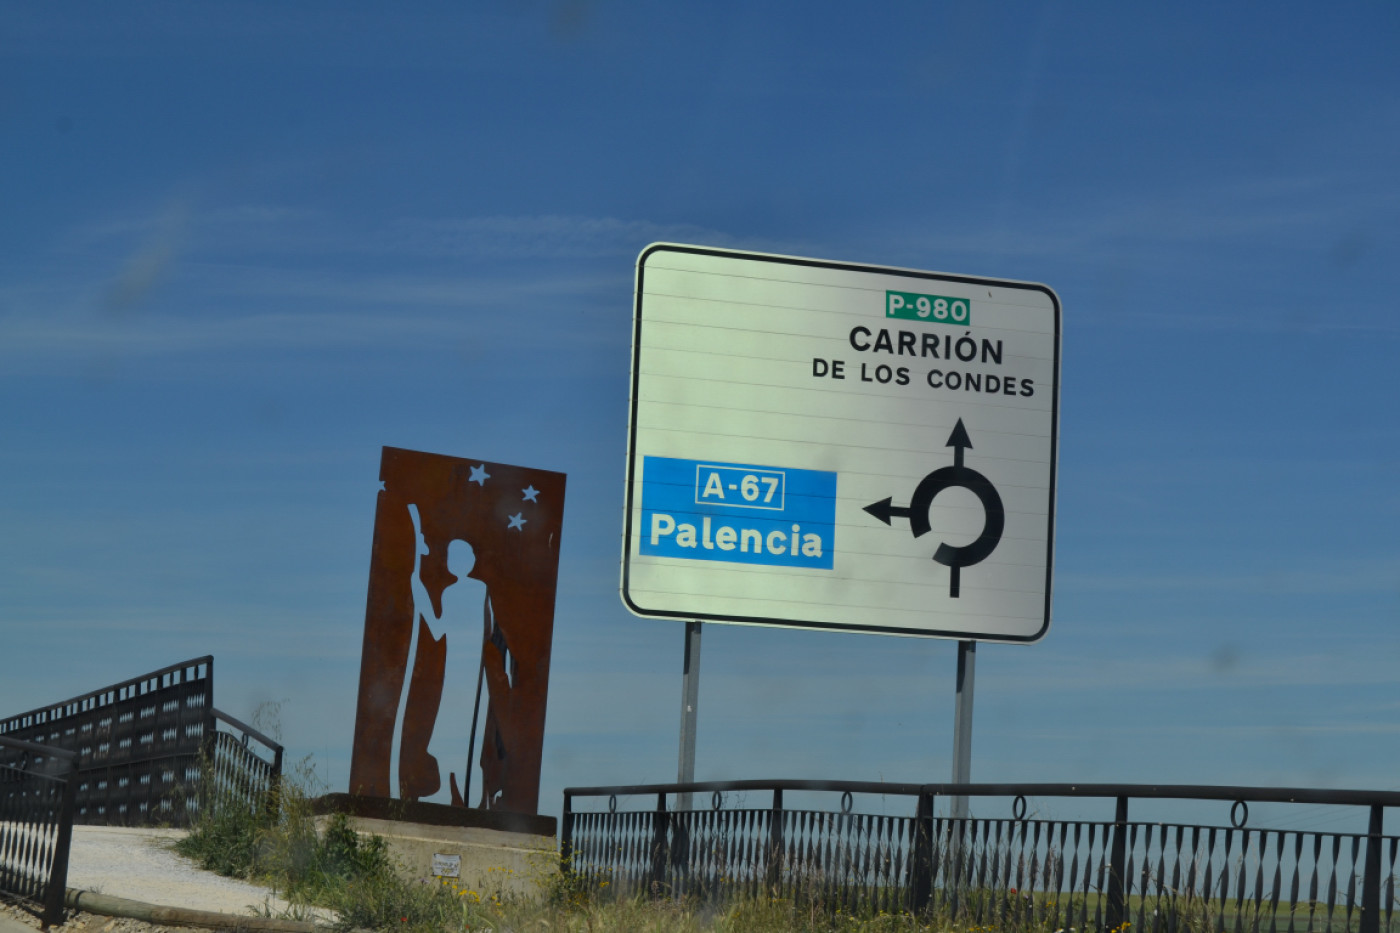 P-980
CARRIÓN
DE LOS CONDES
A-67
Palencia